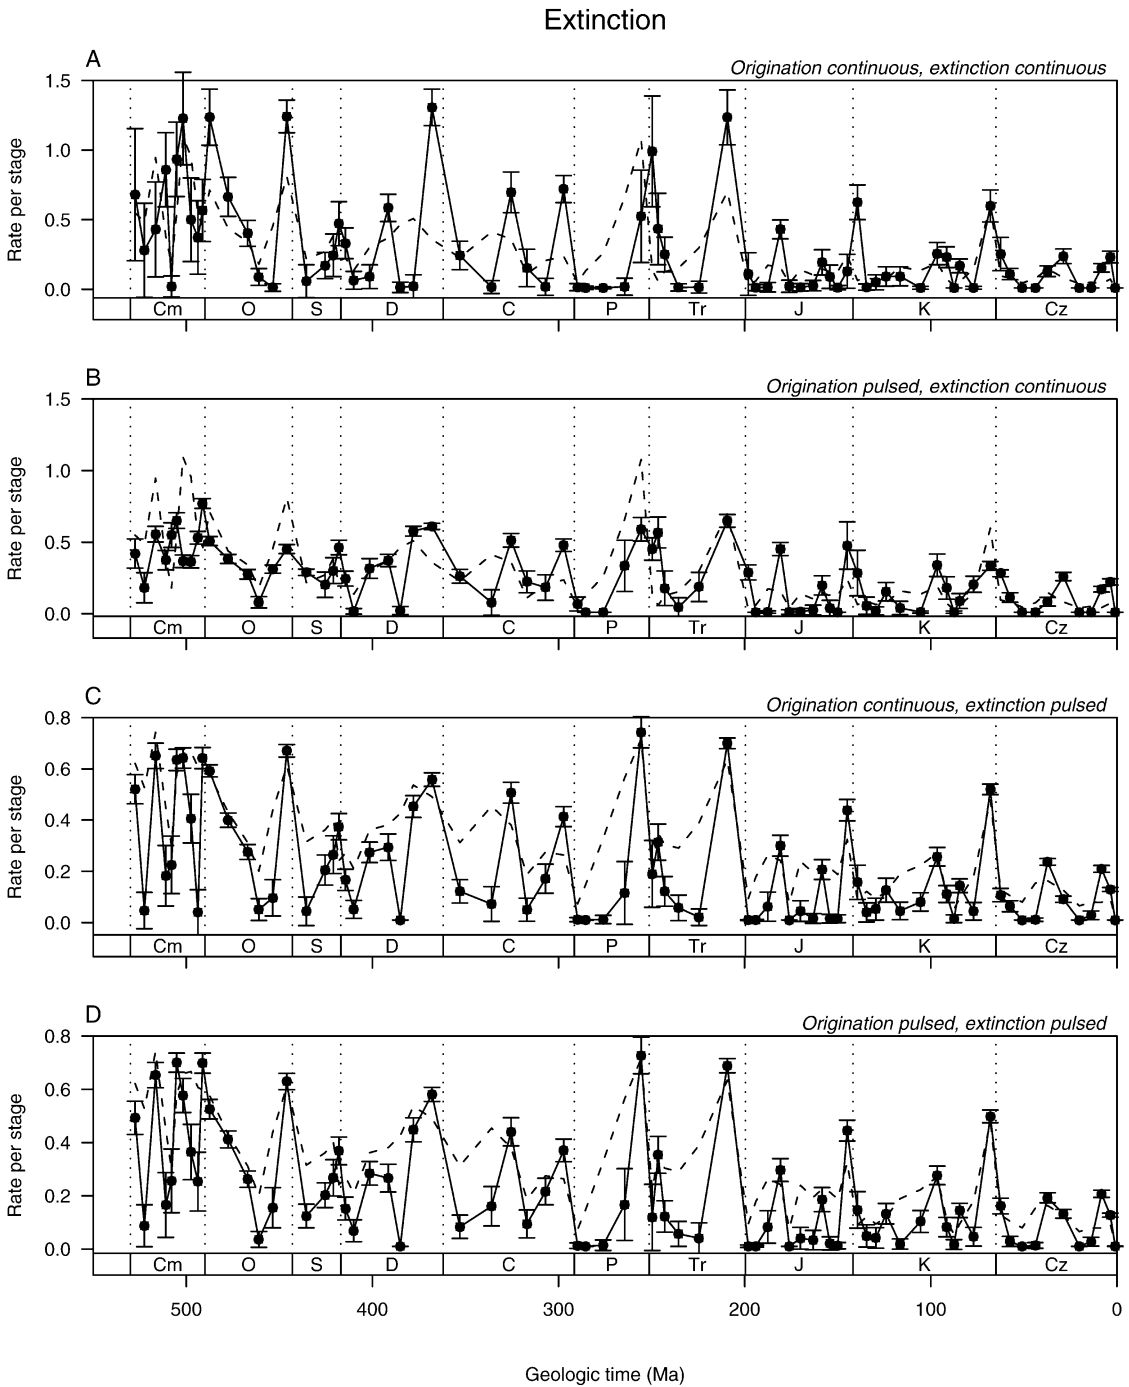 Extinction
A
Origination continuous, extinction continuous
1.5
1.0
0.5
0.0
Rate per stage
Cm O S D C P Tr J K Cz
B
Origination pulsed, extinction continuous
1.5
1.0
0.5
0.0
Rate per stage
Cm O S D C P Tr J K Cz
C
Origination continuous, extinction pulsed
0.8
0.6
0.4
0.2
0.0
Rate per stage
Cm O S D C P Tr J K Cz
D
Origination pulsed, extinction pulsed
0.8
0.6
0.4
0.2
0.0
Rate per stage
Cm O S D C P Tr J K Cz
500 400 300 200 100 0
Geologic time (Ma)